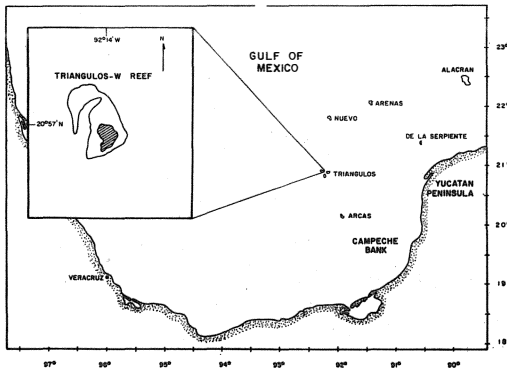 92°14' W
N
TRIANGULOS-W REEF
20°57' N
GULF OF
MEXICO
ALACRAN
ARENAS
NUEVO
DE LA SERPIENTE
TRIANGULOS
YUCATAN
PENINSULA
ARCAS
CAMPECHE
BANK
VERACRUZ
23°
22°
21°
20°
19°
18°
97°
96°
95°
94°
93°
92°
91°
90°